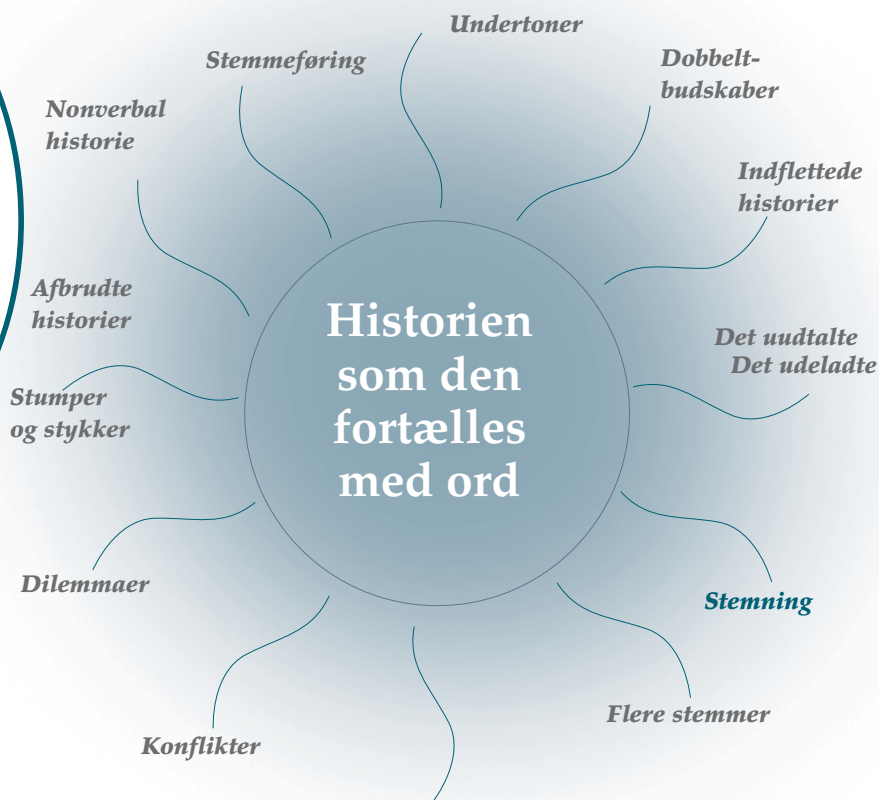 Undertoner
Stemmeføring
Dobbelt-
budskaber
Nonverbal
historie
Indflettede
historier
Afbrudte
historier
Historien
som den
fortælles
med ord
Det uudtalte
Det udeladte
Stumper
og stykker
Dilemmaer
Stemning
Flere stemmer
Konflikter